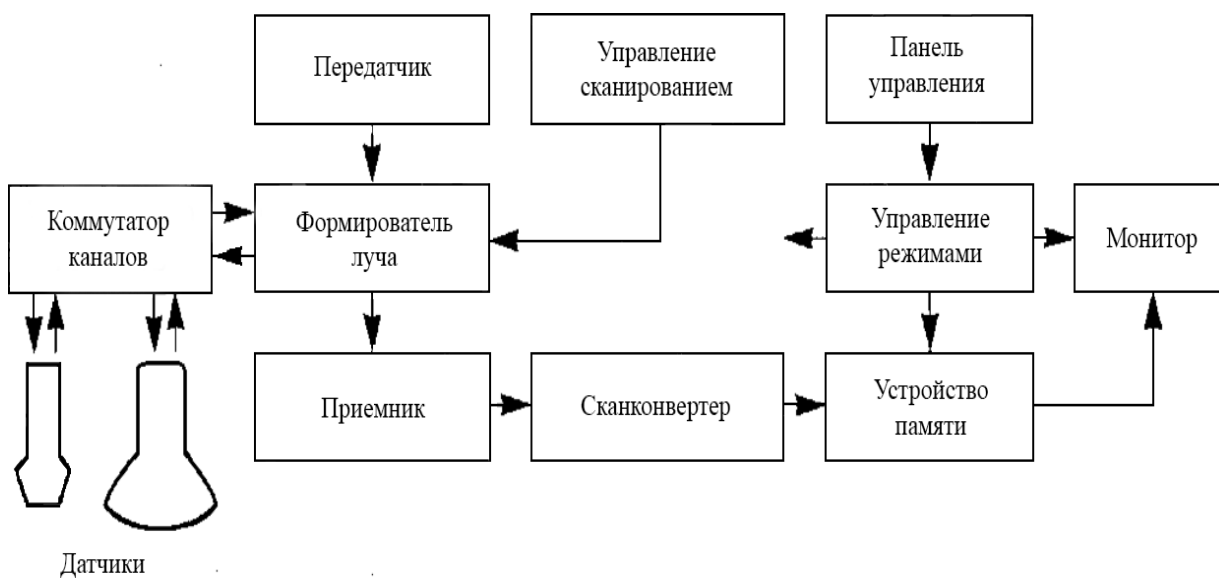 Передатчик
Управление
сканированием
Панель
управления
Коммутатор
каналов
Формирователь
луча
Управление
режимами
Монитор
Приемник
Сканконвертер
Устройство
памяти
Датчики